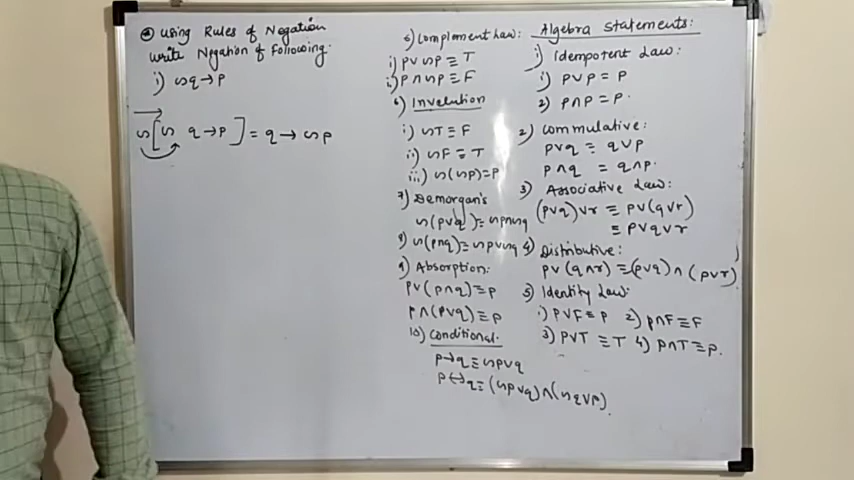 ② Using Rules of Negation
write Negation of Following:
i) ∽q→p
∽[∽ q→p] = q → ∽p
5) Complement Law:
i) p∨∽p ≡ T
ii) p∧∽p ≡ F
6) Involution
i) ∽T ≡ F
ii) ∽F ≡ T
iii) ∽(∽p)=p
7) Demorgan's
∽(p∨q)≡∽p∧∽q
8) ∽(p∧q)≡∽p∨∽q
9) Absorption:
p∨(p∧q)≡p
p∧(p∨q)≡p
10) Conditional.
p→q≡∽p∨q
p↔q≡(∽p∨q)∧(∽q∨p).
Algebra Statements:
1) Idempotent Law:
1) p∨p = p
2) p∧p = p.
2) Commutative:
p∨q ≡ q∨p
p∧q = q∧p.
3) Associative Law:
(p∨q)∨r ≡ p∨(q∨r)
≡ p∨q∨r
4) Distributive:
p∨(q∧r) ≡(p∨q)∧(p∨r)
5) Identity Law:
1) p∨F≡p 2) p∧F≡F
3) p∨T ≡T 4) p∧T≡p.